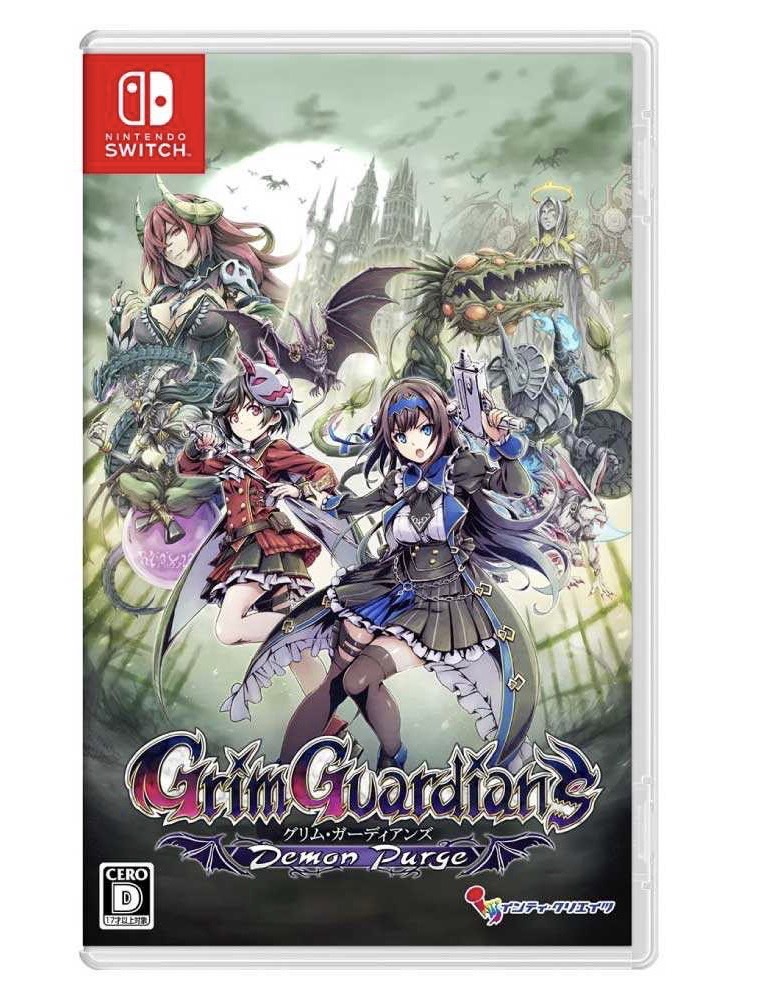 NINTENDO
SWITCH™
Grim Guardians
グリム・ガーディアンズ
Demon Purge
CERO
D
17才以上対象
インティ・クリエイツ